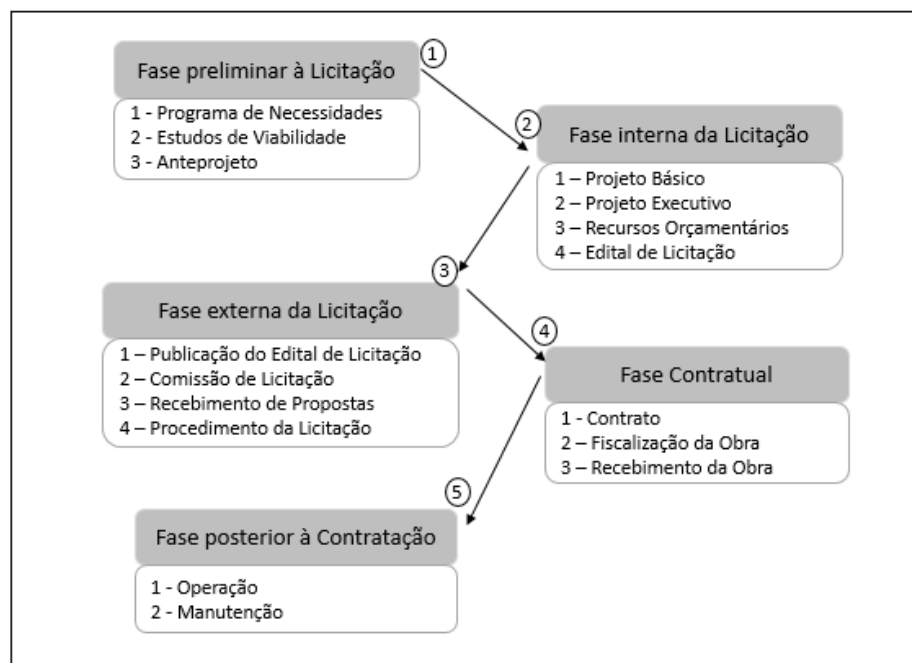 1
Fase preliminar à Licitação
1 - Programa de Necessidades
2 - Estudos de Viabilidade
3 - Anteprojeto
2
Fase interna da Licitação
1 – Projeto Básico
2 – Projeto Executivo
3 – Recursos Orçamentários
4 – Edital de Licitação
3
Fase externa da Licitação
1 – Publicação do Edital de Licitação
2 – Comissão de Licitação
3 – Recebimento de Propostas
4 – Procedimento da Licitação
4
Fase Contratual
1 - Contrato
2 – Fiscalização da Obra
3 – Recebimento da Obra
5
Fase posterior à Contratação
1 - Operação
2 - Manutenção